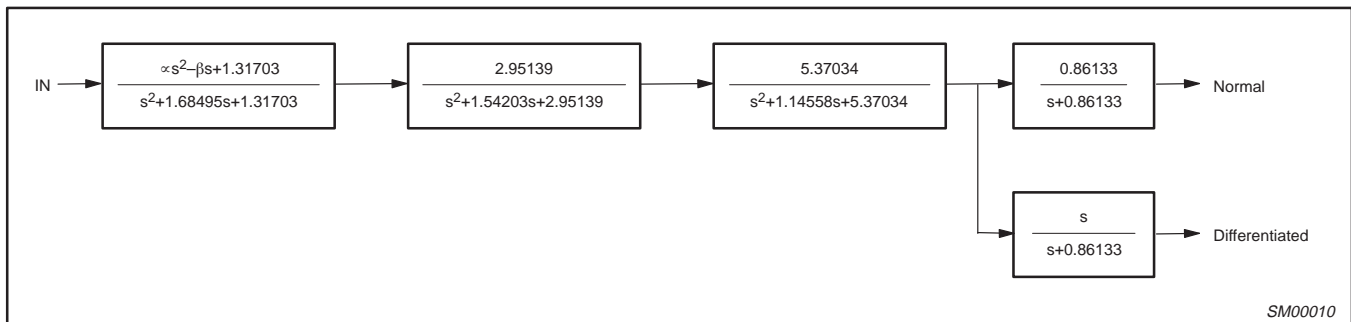 IN
∝s²–βs+1.31703
s²+1.68495s+1.31703
2.95139
s²+1.54203s+2.95139
5.37034
s²+1.14558s+5.37034
0.86133
s+0.86133
Normal
s
s+0.86133
Differentiated
SM00010